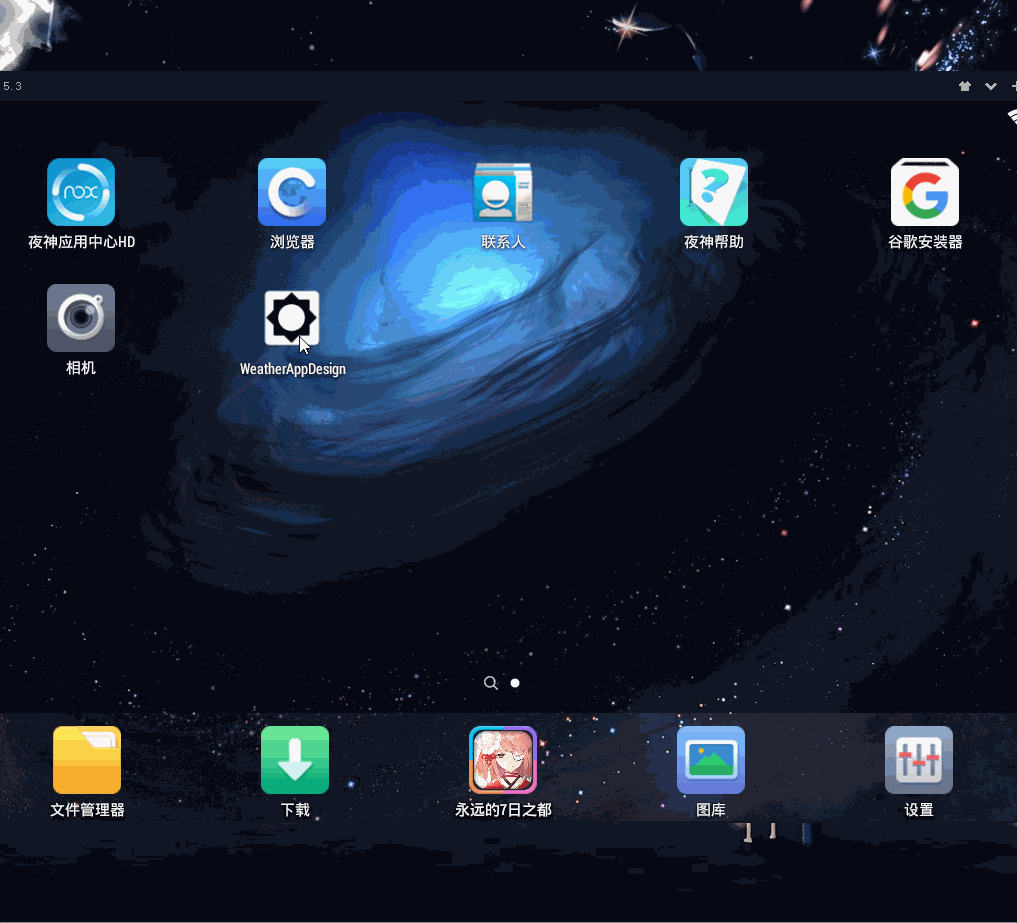 5.3
nox
夜神应用中心HD
浏览器
联系人
夜神帮助
谷歌安装器
相机
WeatherAppDesign
文件管理器
下载
永远的7日之都
图库
设置